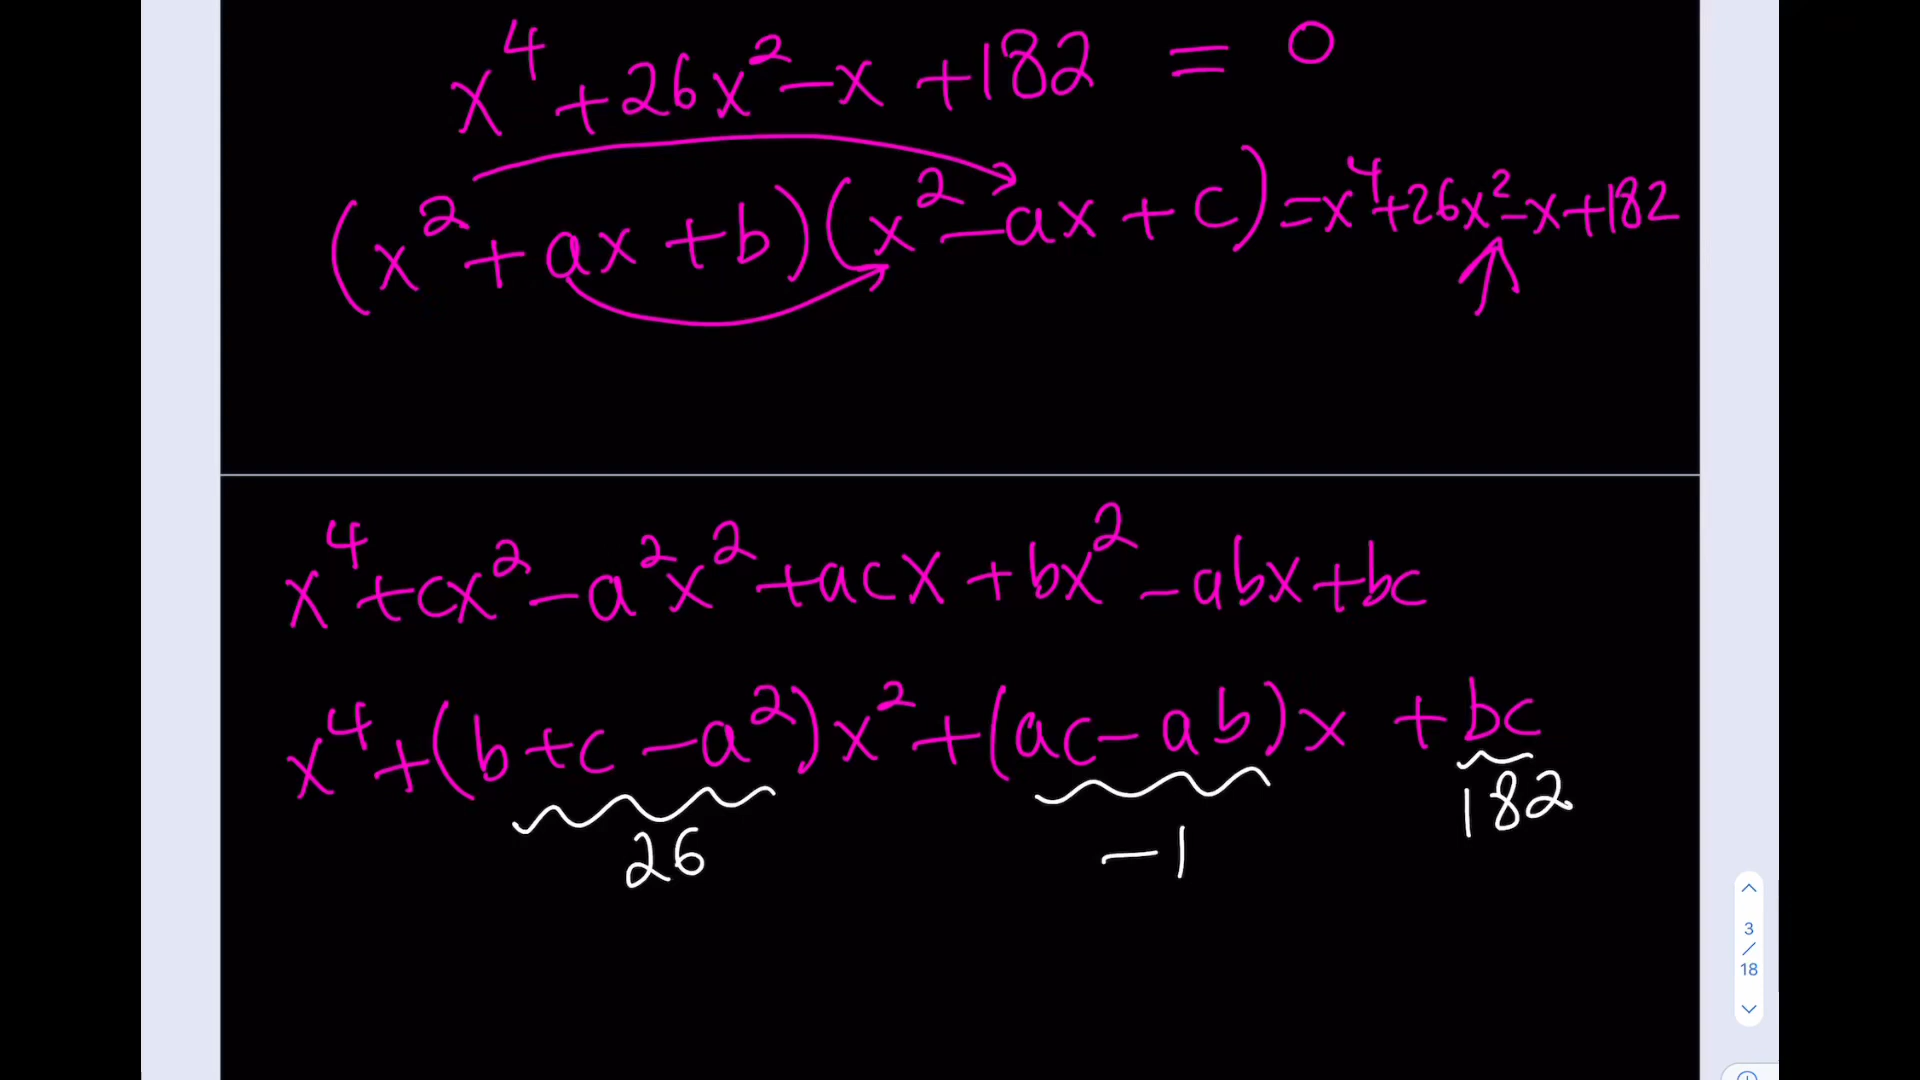 x⁴ + 26x² - x + 182 = 0
(x² + ax + b)(x² - ax + c) = x⁴ + 26x² - x + 182
x⁴ + cx² - a²x² + acx + bx² - abx + bc
x⁴ + (b + c - a²)x² + (ac - ab)x + bc
26 -1 182
3
/
18